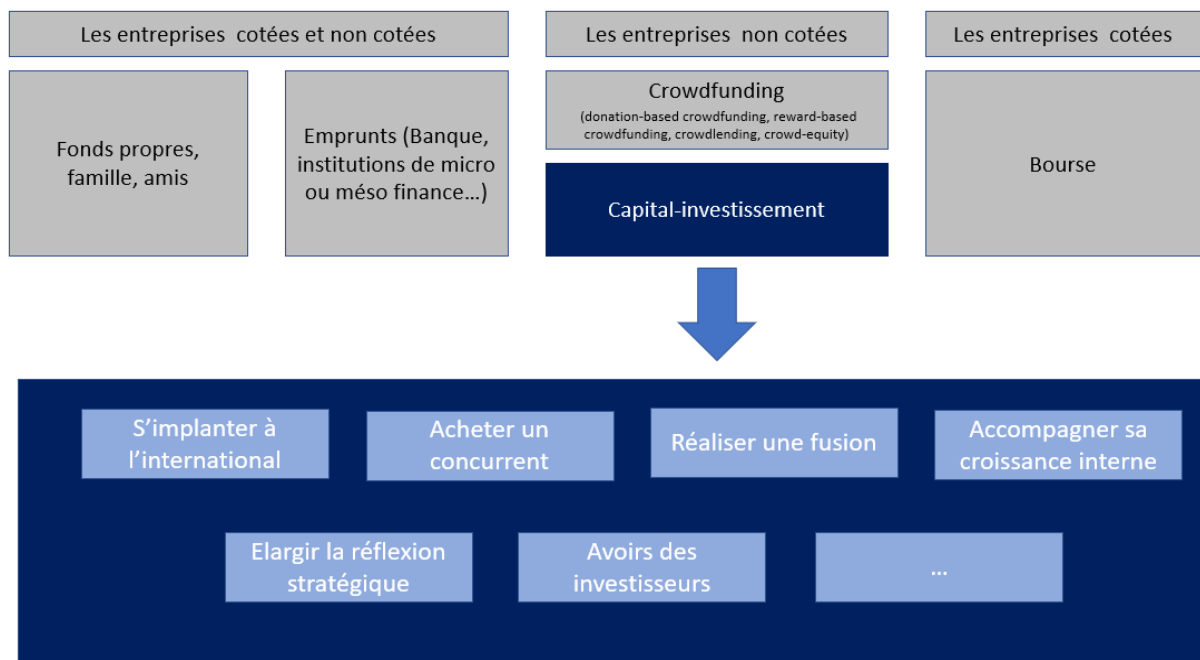 Les entreprises cotées et non cotées
Les entreprises non cotées
Les entreprises cotées
Fonds propres,
famille, amis
Emprunts (Banque,
institutions de micro
ou méso finance…)
Crowdfunding
(donation-based crowdfunding, reward-based
crowdfunding, crowdlending, crowd-equity)
Capital-investissement
Bourse
S’implanter à
l’international
Acheter un
concurrent
Réaliser une fusion
Accompagner sa
croissance interne
Elargir la réflexion
stratégique
Avoirs des
investisseurs
…